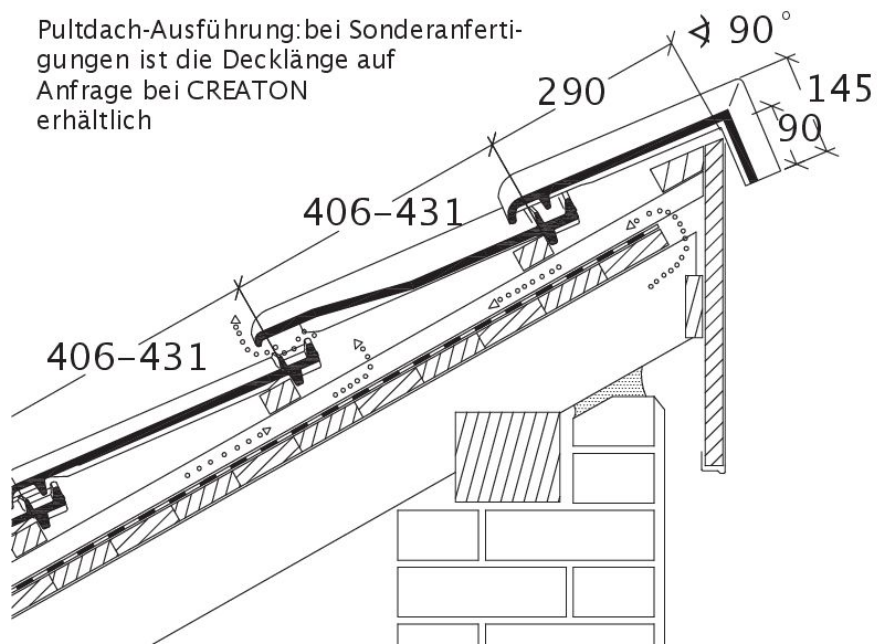 Pultdach-Ausführung: bei Sonderanferti-
gungen ist die Decklänge auf
Anfrage bei CREATON
erhältlich
∢ 90°
290
145
90
406–431
406–431